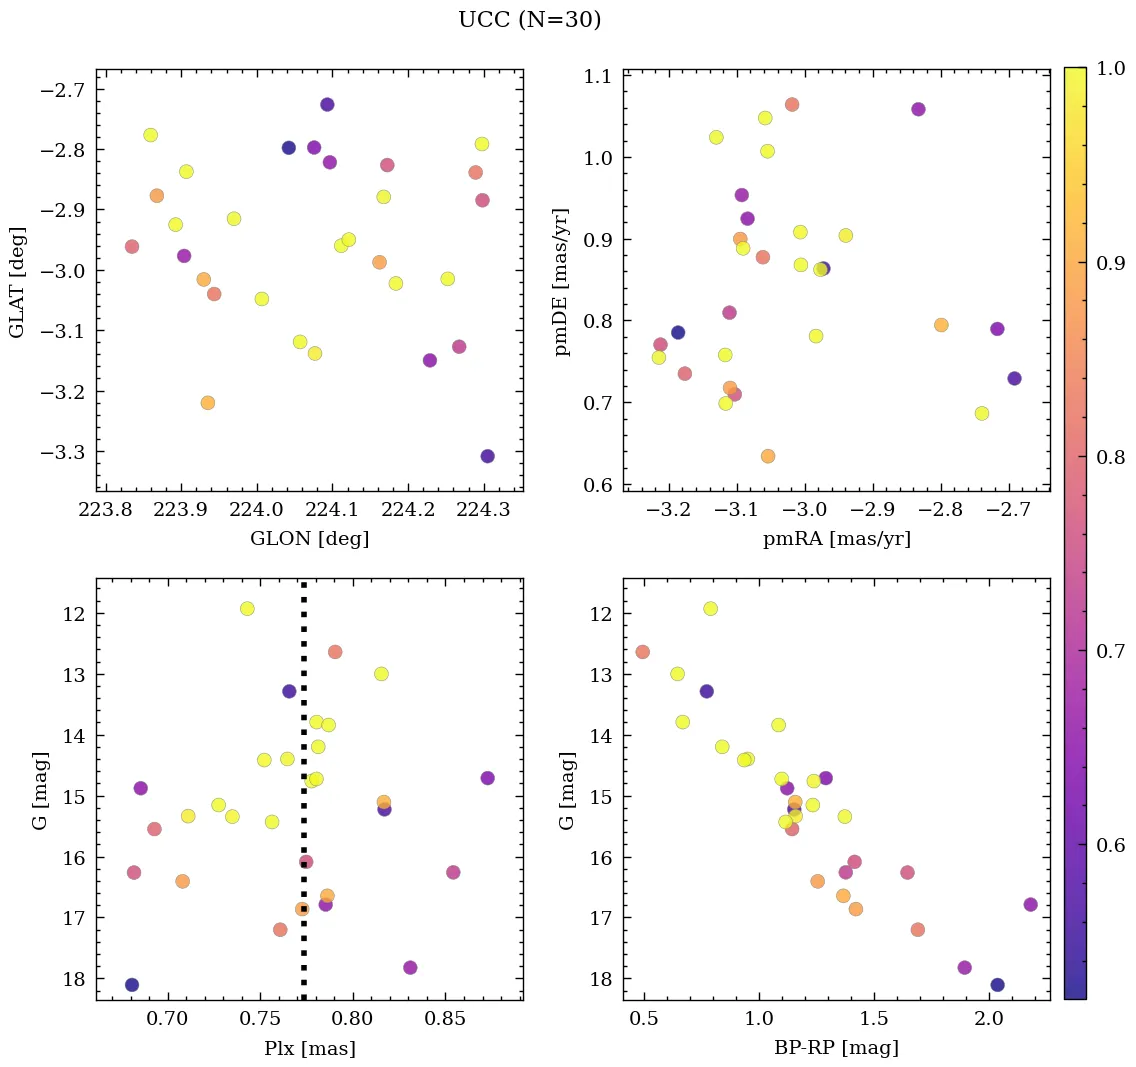 UCC (N=30)
−2.7
−2.8
−2.9
−3.0
−3.1
−3.2
−3.3
GLAT [deg]
223.8 223.9 224.0 224.1 224.2 224.3
GLON [deg]
1.1
1.0
0.9
0.8
0.7
0.6
pmDE [mas/yr]
−3.2 −3.1 −3.0 −2.9 −2.8 −2.7
pmRA [mas/yr]
1.0
0.9
0.8
0.7
0.6
12
13
14
15
16
17
18
G [mag]
0.70 0.75 0.80 0.85
Plx [mas]
12
13
14
15
16
17
18
G [mag]
0.5 1.0 1.5 2.0
BP-RP [mag]